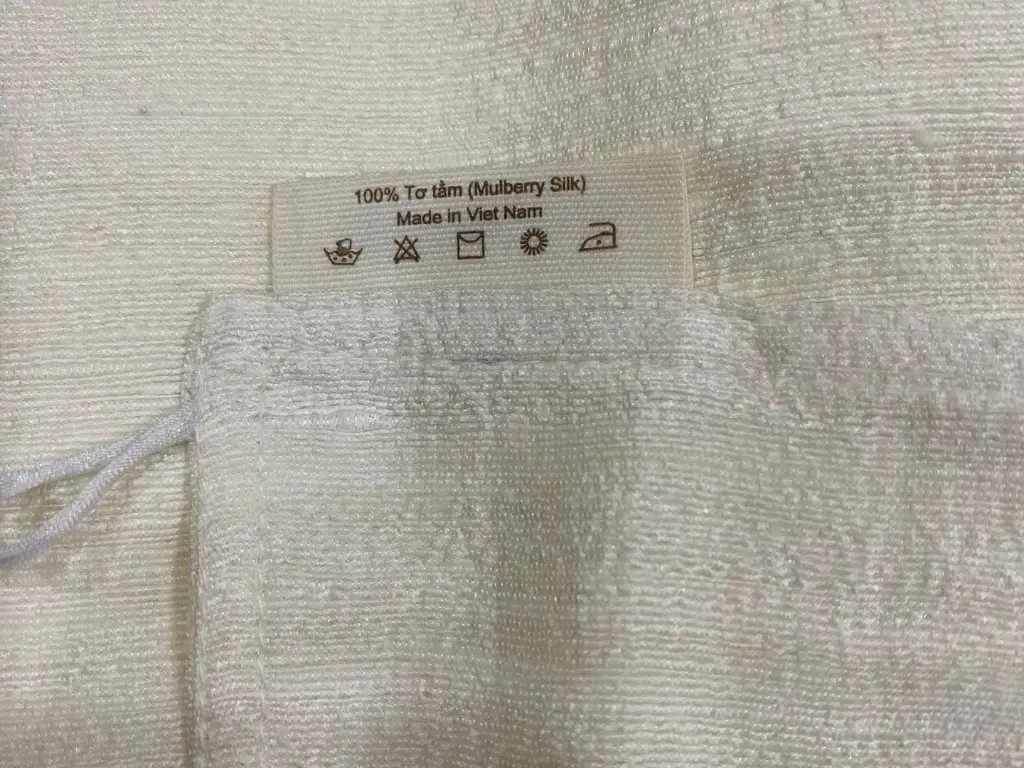 100% Tơ tằm (Mulberry Silk)
Made in Viet Nam